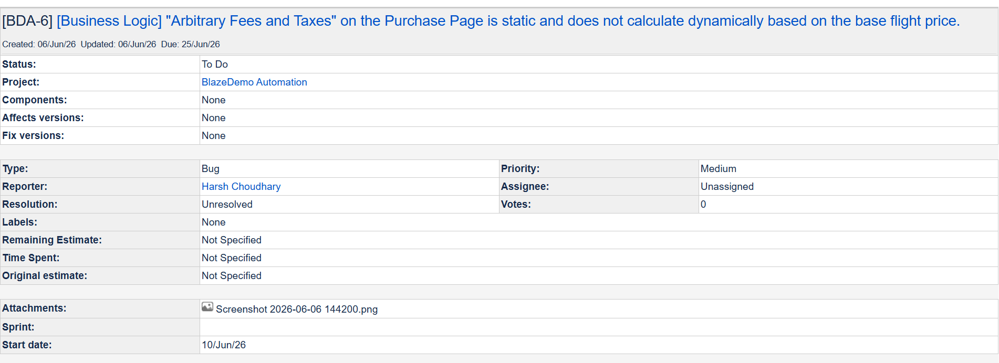 [BDA-6] [Business Logic] "Arbitrary Fees and Taxes" on the Purchase Page is static and does not calculate dynamically based on the base flight price.
Created: 06/Jun/26 Updated: 06/Jun/26 Due: 25/Jun/26
Status: To Do
Project: BlazeDemo Automation
Components: None
Affects versions: None
Fix versions: None
Type: Bug Priority: Medium
Reporter: Harsh Choudhary Assignee: Unassigned
Resolution: Unresolved Votes: 0
Labels: None
Remaining Estimate: Not Specified
Time Spent: Not Specified
Original estimate: Not Specified
Attachments: Screenshot 2026-06-06 144200.png
Sprint:
Start date: 10/Jun/26